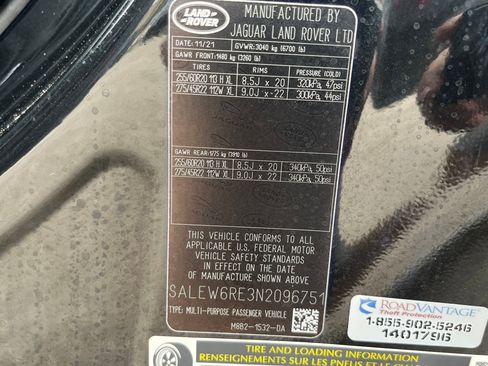 LAND ROVER
MANUFACTURED BY
JAGUAR LAND ROVER LTD
DATE: 11/21 GVWR: 3040 kg (6700 lb)
GAWR FRONT: 1480 kg (3260 lb)
TIRES RIMS PRESSURE (COLD)
255/60R20 113 H XL 8.5J x 20 320kPa, 47psi
275/45R22 112W XL 9.0J x 22 300kPa, 44psi
GAWR REAR: 1775 kg (3910 lb)
255/60R20 113 H XL 8.5J x 20 340kPa, 50psi
275/45R22 112W XL 9.0J x 22 340kPa, 50psi
THIS VEHICLE CONFORMS TO ALL
APPLICABLE U.S. FEDERAL MOTOR
VEHICLE SAFETY STANDARDS
IN EFFECT ON THE DATE OF
MANUFACTURE SHOWN ABOVE.
SALEW6RE3N2096751
TYPE: MULTI-PURPOSE PASSENGER VEHICLE
M8B2-1532-DA
ROADVANTAGE
Theft Protection
1-855-902-5246
1401796
TIRE AND LOADING INFORMATION
RENSEIGNEMENTS SUR LES PNEUS ET LE